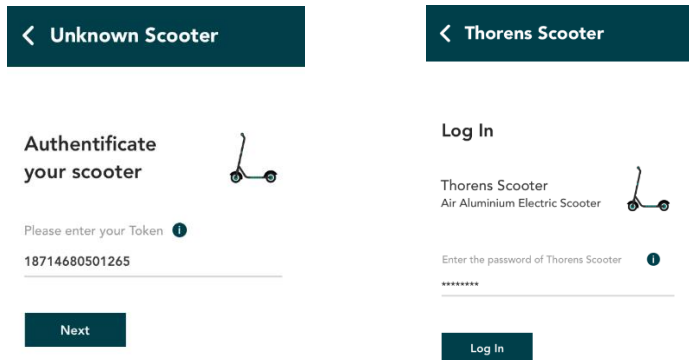 Unknown Scooter
Authentificate
your scooter
Please enter your Token i
18714680501265
Next
Thorens Scooter
Log In
Thorens Scooter
Air Aluminium Electric Scooter
Enter the password of Thorens Scooter i
********
Log In